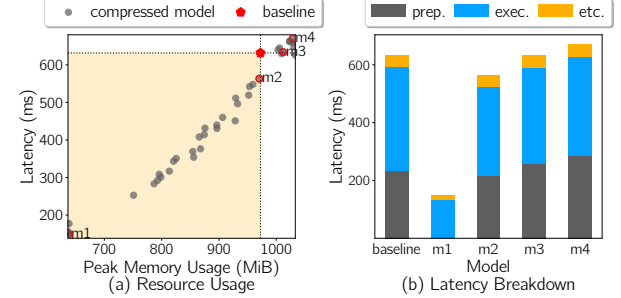 compressed model baseline
Latency (ms)
600
500
400
300
200
700 800 900 1000
m1
m2
m3
m4
Peak Memory Usage (MiB)
(a) Resource Usage
prep. exec. etc.
Latency (ms)
600
400
200
baseline m1 m2 m3 m4
Model
(b) Latency Breakdown